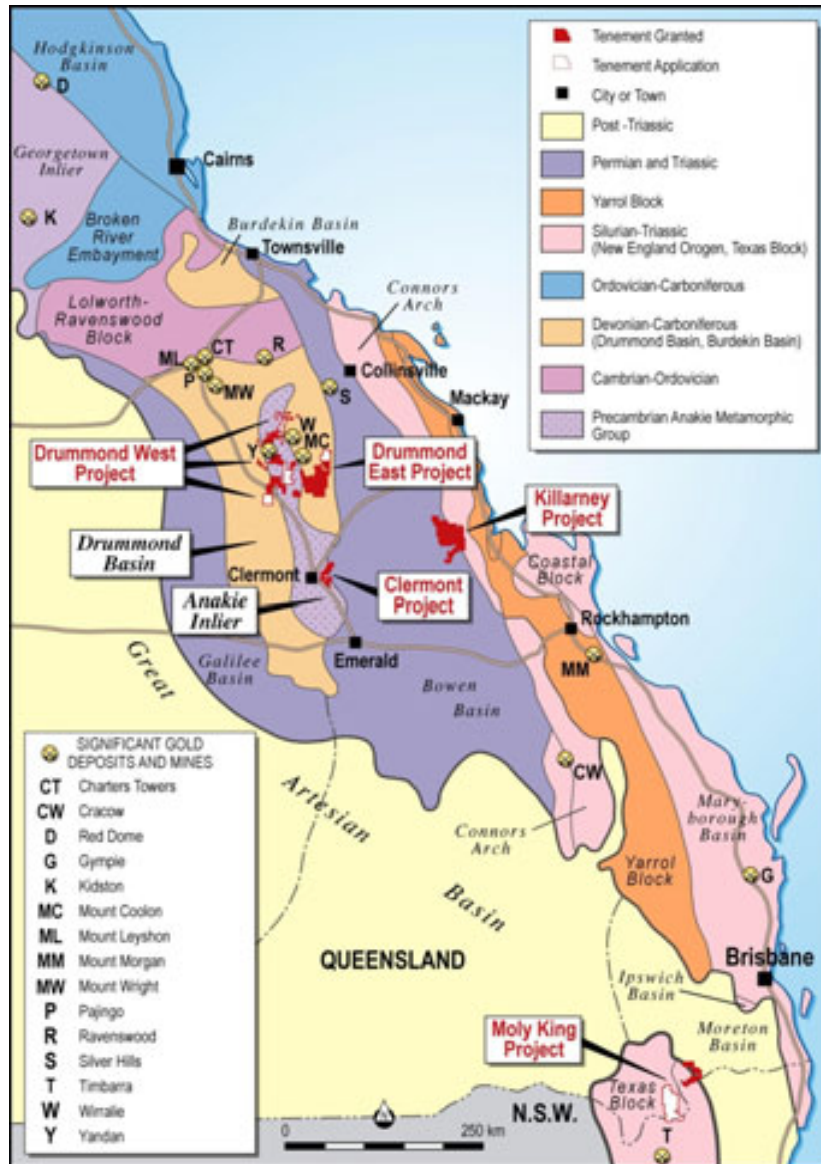 Hodgkinson
Basin
D
Georgetown
Inlier
Cairns
K
Broken
River
Embayment
Burdekin Basin
Townsville
Lolworth-
Ravenswood
Block
Connors
Arch
ML
CT
R
P
MW
S
Collinsville
Mackay
Drummond West
Project
W
Y
MC
Drummond
East Project
Killarney
Project
Drummond
Basin
Clermont
Clermont
Project
Anakie
Inlier
Coastal
Block
Rockhampton
Emerald
MM
Great
Galilee
Basin
Bowen
Basin
Artesian
CW
Connors
Arch
Mary-
borough
Basin
Basin
Yarrol
Block
G
QUEENSLAND
Brisbane
Ipswich
Basin
Moreton
Basin
Moly King
Project
Texas
Block
N.S.W.
T
0 250 km
Tenement Granted
Tenement Application
City or Town
Post -Triassic
Permian and Triassic
Yarrol Block
Silurian-Triassic
(New England Orogen, Texas Block)
Ordovician-Carboniferous
Devonian-Carboniferous
(Drummond Basin, Burdekin Basin)
Cambrian-Ordovician
Precambrian Anakie Metamorphic
Group
SIGNIFICANT GOLD
DEPOSITS AND MINES
CT Charters Towers
CW Cracow
D Red Dome
G Gympie
K Kidston
MC Mount Coolon
ML Mount Leyshon
MM Mount Morgan
MW Mount Wright
P Pajingo
R Ravenswood
S Silver Hills
T Timbarra
W Wirralie
Y Yandan